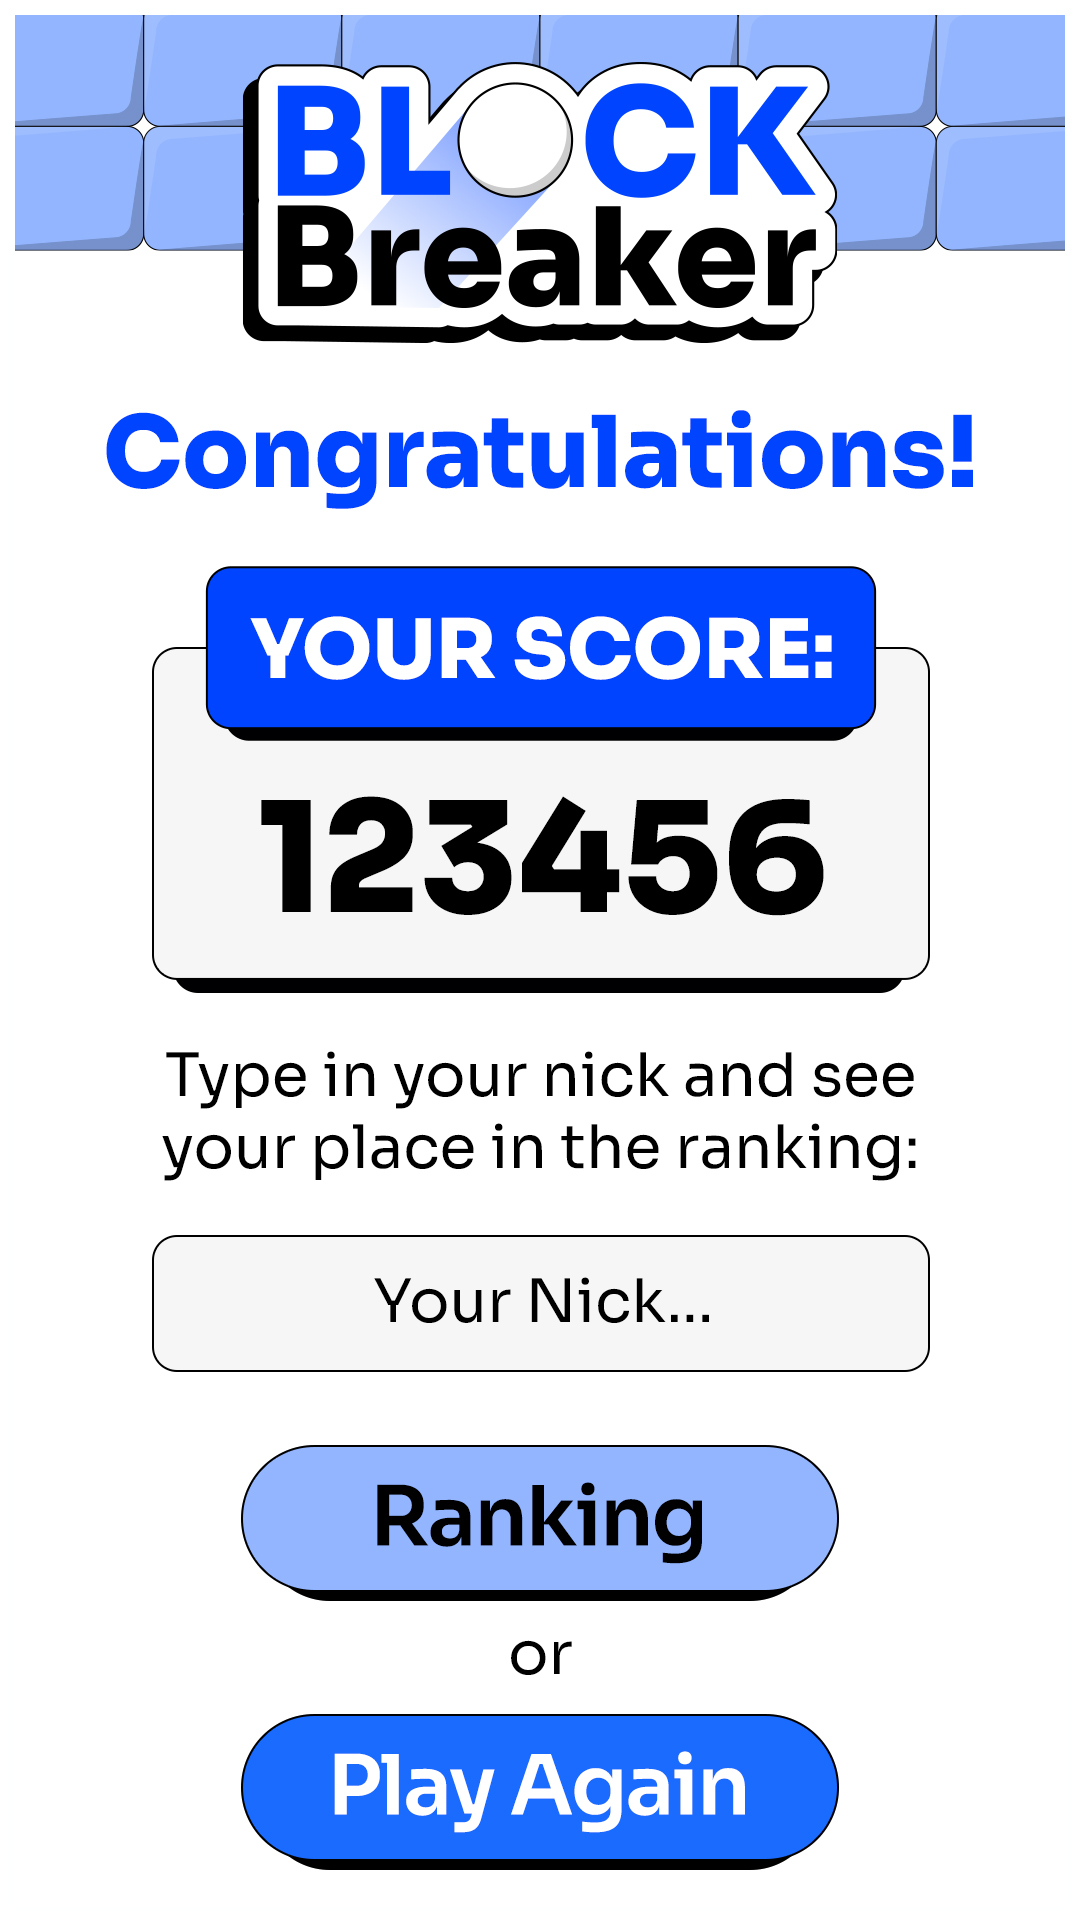 BLOCK
Breaker
Congratulations!
YOUR SCORE:
123456
Type in your nick and see
your place in the ranking:
Your Nick...
Ranking
or
Play Again